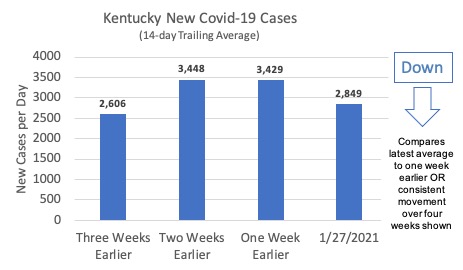 Kentucky New Covid-19 Cases
(14-day Trailing Average)
New Cases per Day
4000
3500
3000
2500
2000
1500
1000
500
0
2,606
3,448
3,429
2,849
Three Weeks
Earlier
Two Weeks
Earlier
One Week
Earlier
1/27/2021
Down
Compares
latest average
to one week
earlier OR
consistent
movement
over four
weeks shown